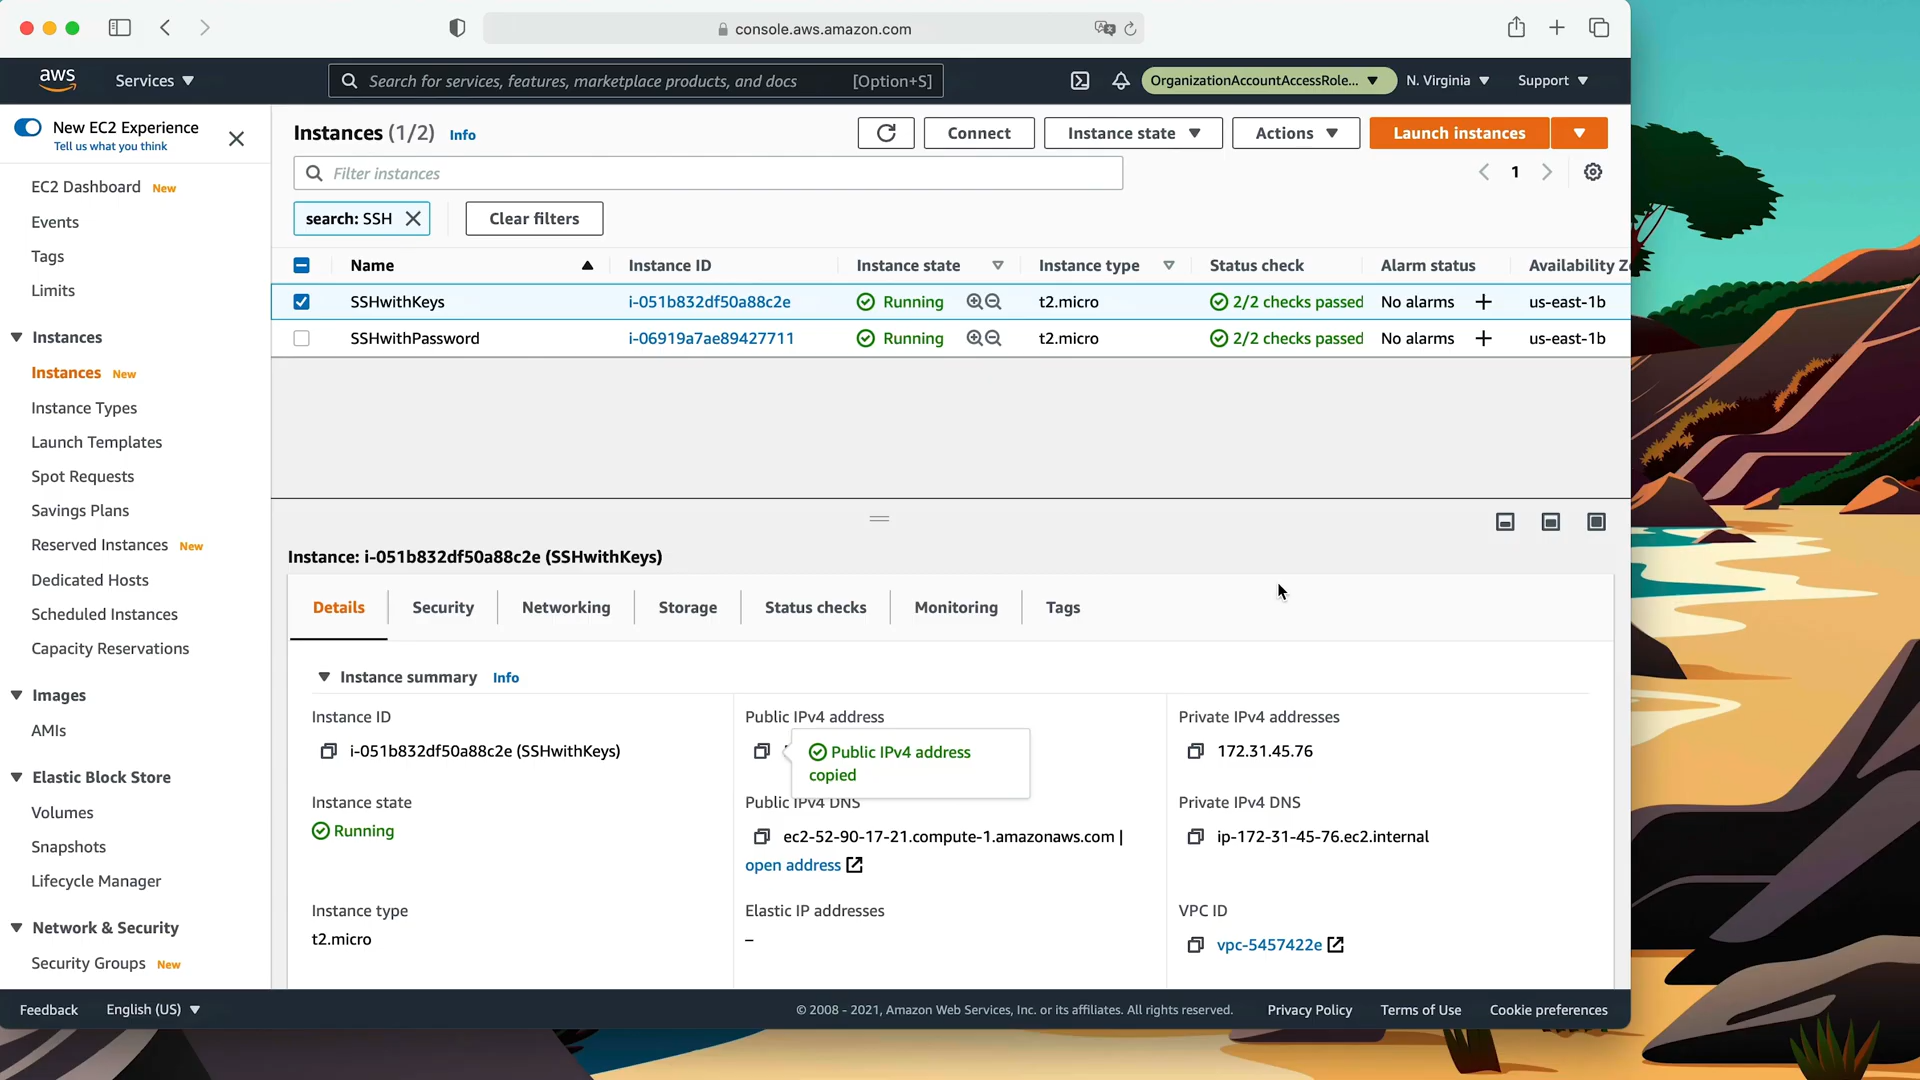 console.aws.amazon.com
aws
Services
Search for services, features, marketplace products, and docs
[Option+S]
OrganizationAccountAccessRole...
N. Virginia
Support
New EC2 Experience
Tell us what you think
EC2 Dashboard New
Events
Tags
Limits
Instances
Instances New
Instance Types
Launch Templates
Spot Requests
Savings Plans
Reserved Instances New
Dedicated Hosts
Scheduled Instances
Capacity Reservations
Images
AMIs
Elastic Block Store
Volumes
Snapshots
Lifecycle Manager
Network & Security
Security Groups New
Instances (1/2) Info
Connect
Instance state
Actions
Launch instances
Filter instances
1
search: SSH
Clear filters
Name Instance ID Instance state Instance type Status check Alarm status Availability Z
SSHwithKeys i-051b832df50a88c2e Running t2.micro 2/2 checks passed No alarms + us-east-1b
SSHwithPassword i-06919a7ae89427711 Running t2.micro 2/2 checks passed No alarms + us-east-1b
Instance: i-051b832df50a88c2e (SSHwithKeys)
Details Security Networking Storage Status checks Monitoring Tags
Instance summary Info
Instance ID
i-051b832df50a88c2e (SSHwithKeys)
Public IPv4 address
Public IPv4 address
copied
Private IPv4 addresses
172.31.45.76
Instance state
Running
Public IPv4 DNS
ec2-52-90-17-21.compute-1.amazonaws.com |
open address
Private IPv4 DNS
ip-172-31-45-76.ec2.internal
Instance type
t2.micro
Elastic IP addresses
–
VPC ID
vpc-5457422e
Feedback
English (US)
© 2008 - 2021, Amazon Web Services, Inc. or its affiliates. All rights reserved.
Privacy Policy
Terms of Use
Cookie preferences